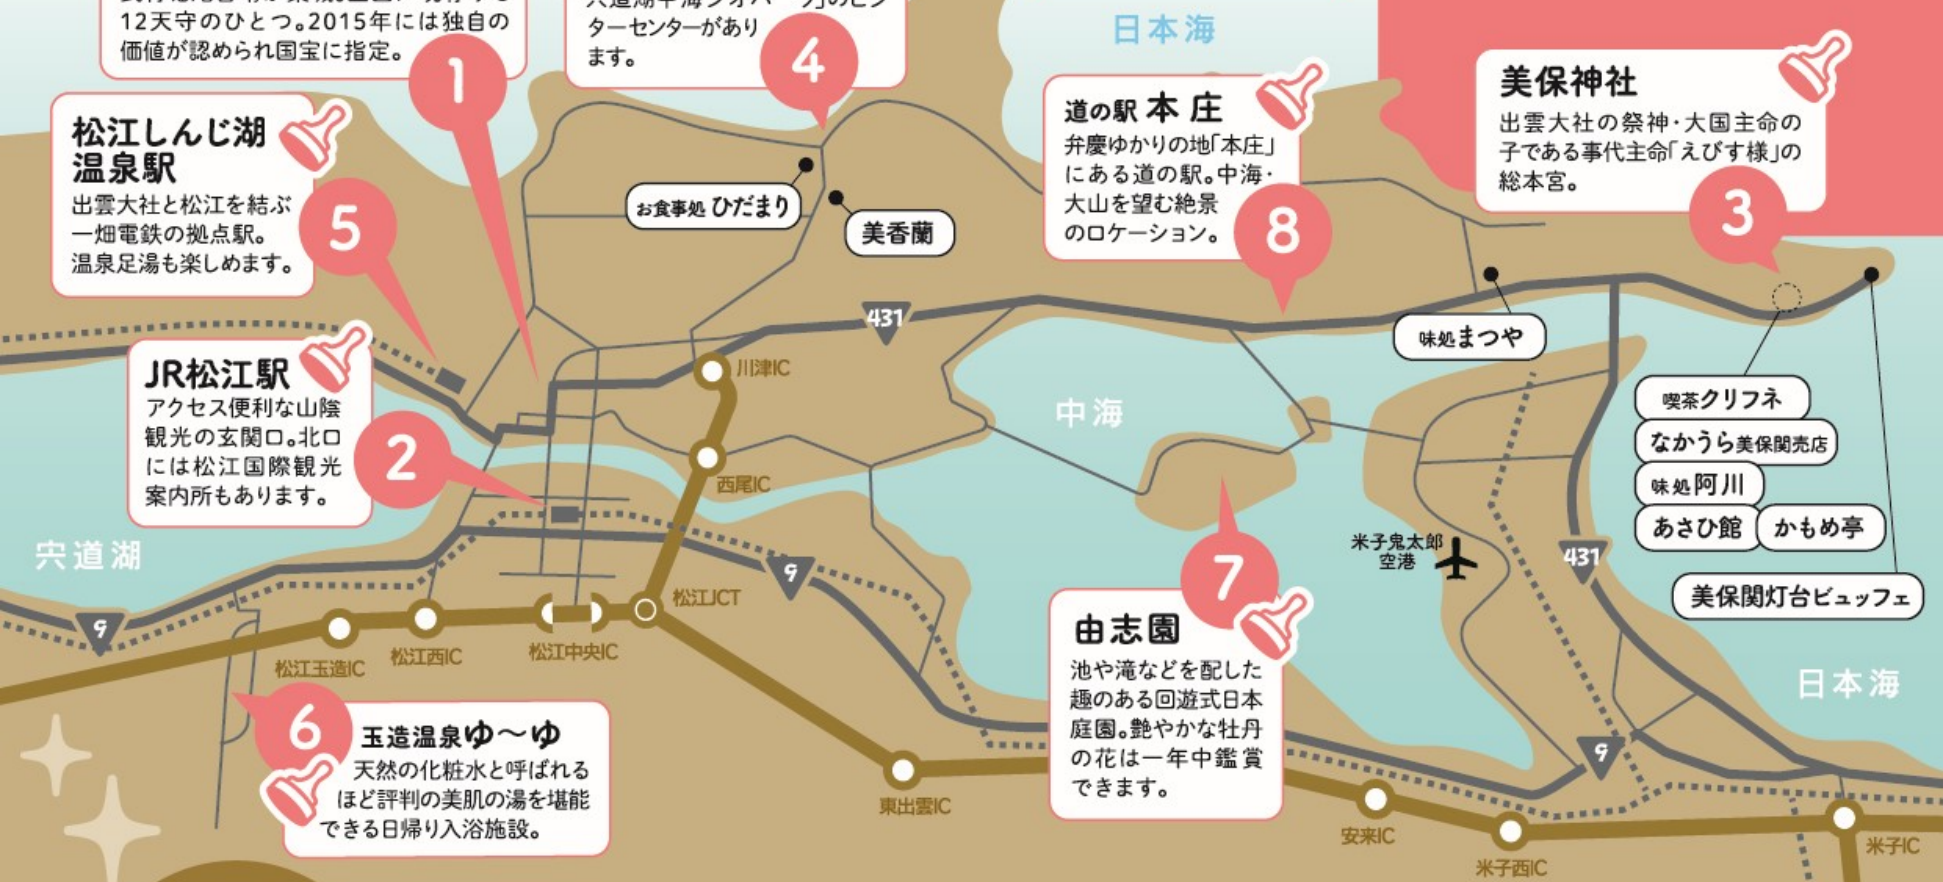 12天守のひとつ。2015年には独自の
価値が認められ国宝に指定。
1
ターセンターがあり
ます。
4
日本海
松江しんじ湖
温泉駅
出雲大社と松江を結ぶ
一畑電鉄の拠点駅。
温泉足湯も楽しめます。
5
お食事処 ひだまり
美香蘭
道の駅 本庄
弁慶ゆかりの地「本庄」
にある道の駅。中海・
大山を望む絶景
のロケーション。
8
美保神社
出雲大社の祭神・大国主命の
子である事代主命「えびす様」の
総本宮。
3
431
味処まつや
JR松江駅
アクセス便利な山陰
観光の玄関口。北口
には松江国際観光
案内所もあります。
2
川津IC
西尾IC
中海
喫茶クリフネ
なかうら美保関売店
味処阿川
あさひ館
かもめ亭
美保関灯台ビュッフェ
宍道湖
9
9
431
米子鬼太郎
空港
松江JCT
松江玉造IC
松江西IC
松江中央IC
7
由志園
池や滝などを配した
趣のある回遊式日本
庭園。艶やかな牡丹
の花は一年中鑑賞
できます。
日本海
6
玉造温泉ゆ〜ゆ
天然の化粧水と呼ばれる
ほど評判の美肌の湯を堪能
できる日帰り入浴施設。
9
東出雲IC
安来IC
米子西IC
米子IC